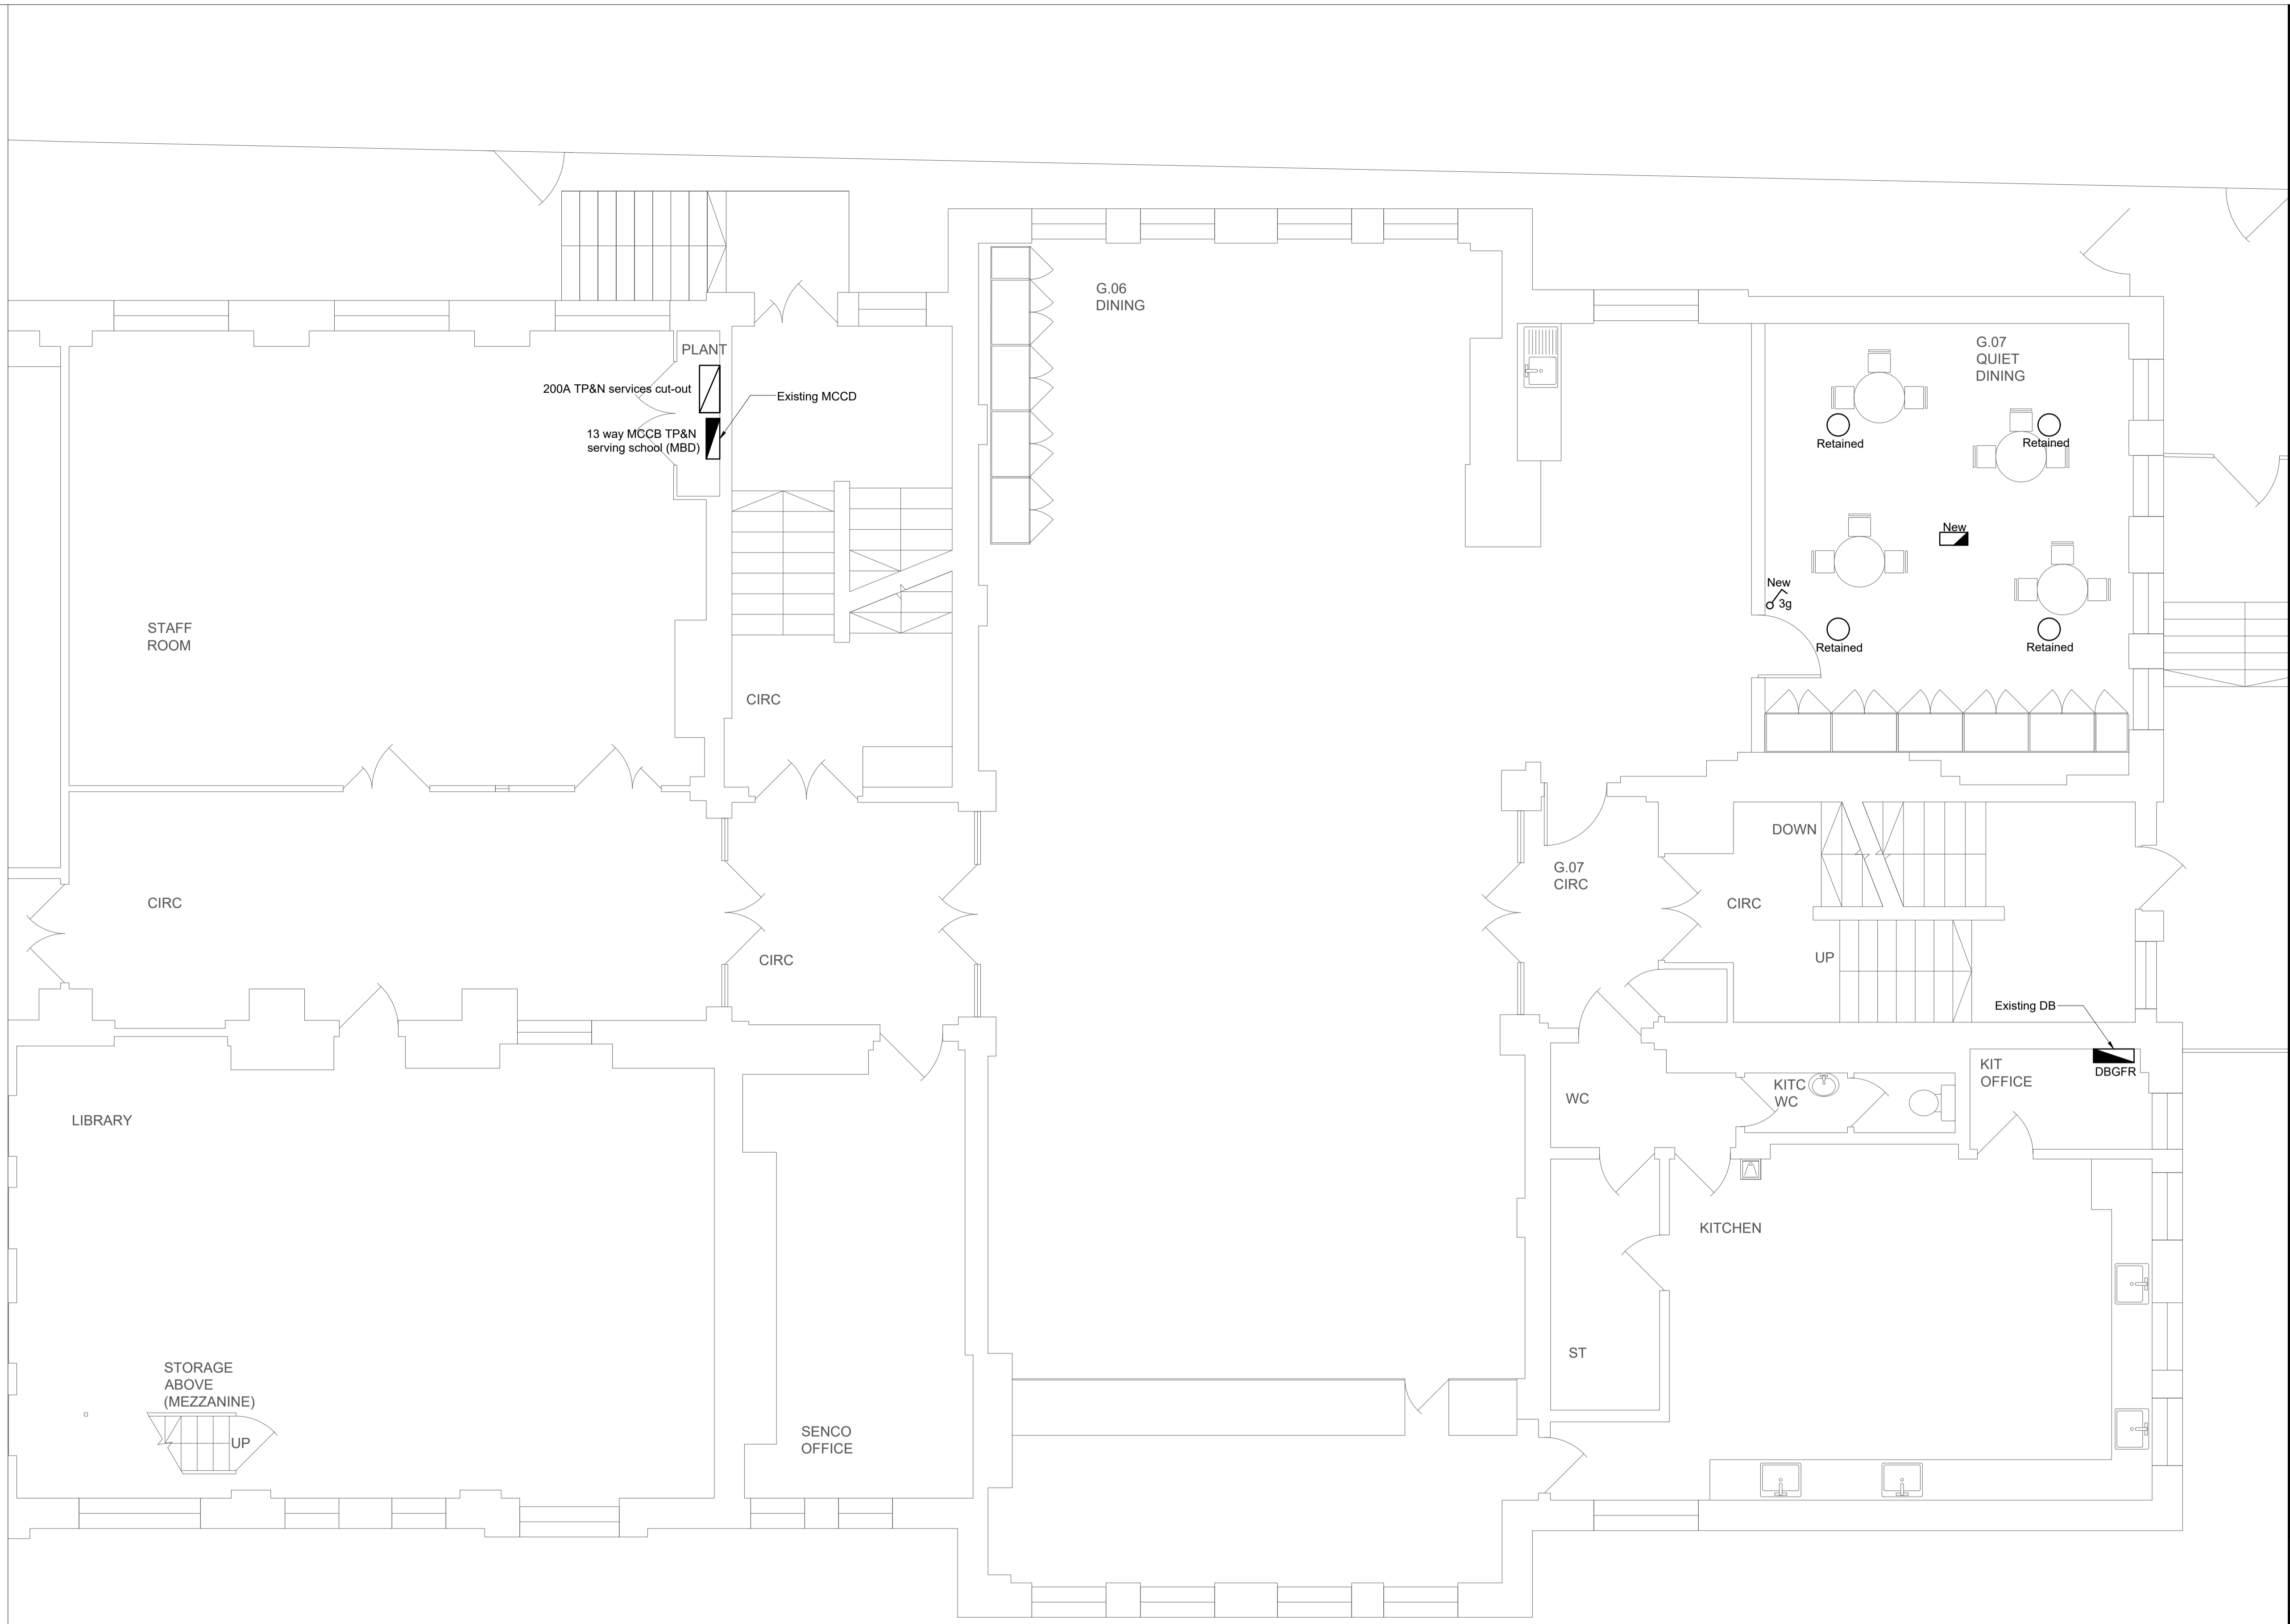 G.06
DINING
G.07
QUIET
DINING
PLANT
200A TP&N services cut-out
Existing MCCD
13 way MCCB TP&N
serving school (MBD)
Retained
Retained
New
New
3g
Retained
Retained
STAFF
ROOM
CIRC
DOWN
G.07
CIRC
CIRC
CIRC
CIRC
UP
Existing DB
DBGFR
KIT
OFFICE
KITC
WC
WC
LIBRARY
KITCHEN
ST
STORAGE
ABOVE
(MEZZANINE)
UP
SENCO
OFFICE